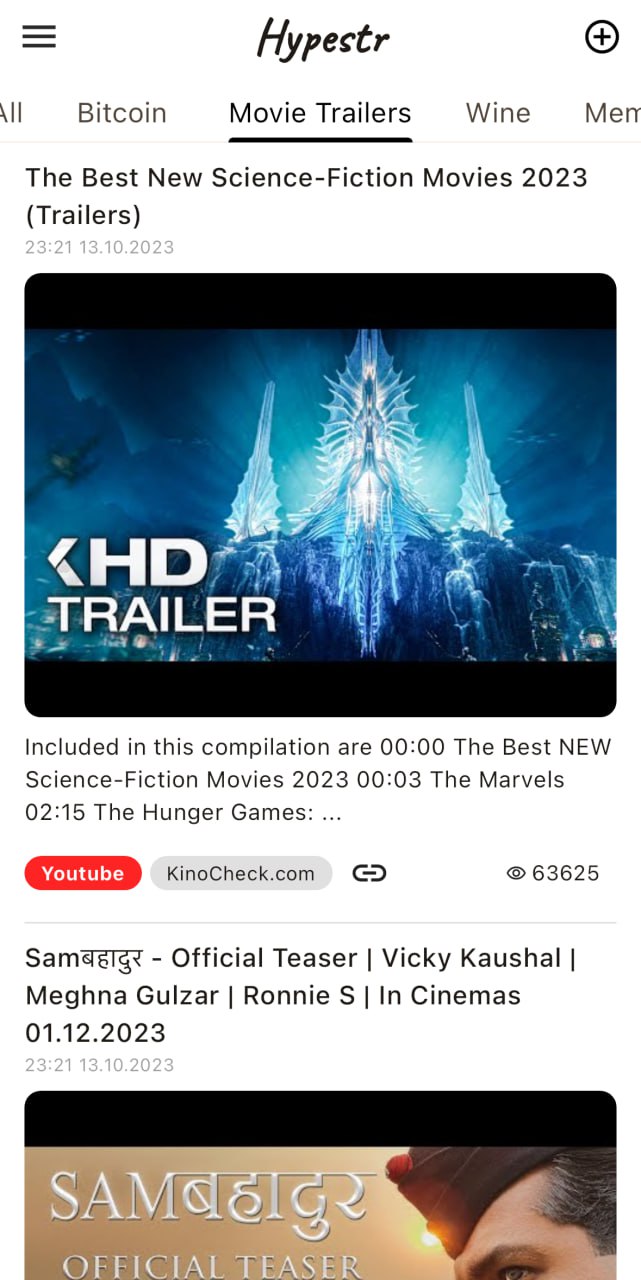 Hypestr
All Bitcoin Movie Trailers Wine Mem
The Best New Science-Fiction Movies 2023
(Trailers)
23:21 13.10.2023
KHD
TRAILER
Included in this compilation are 00:00 The Best NEW
Science-Fiction Movies 2023 00:03 The Marvels
02:15 The Hunger Games: ...
Youtube KinoCheck.com 63625
Samबहादुर - Official Teaser | Vicky Kaushal |
Meghna Gulzar | Ronnie S | In Cinemas
01.12.2023
23:21 13.10.2023
SAMबहादुर
OFFICIAL TEASER